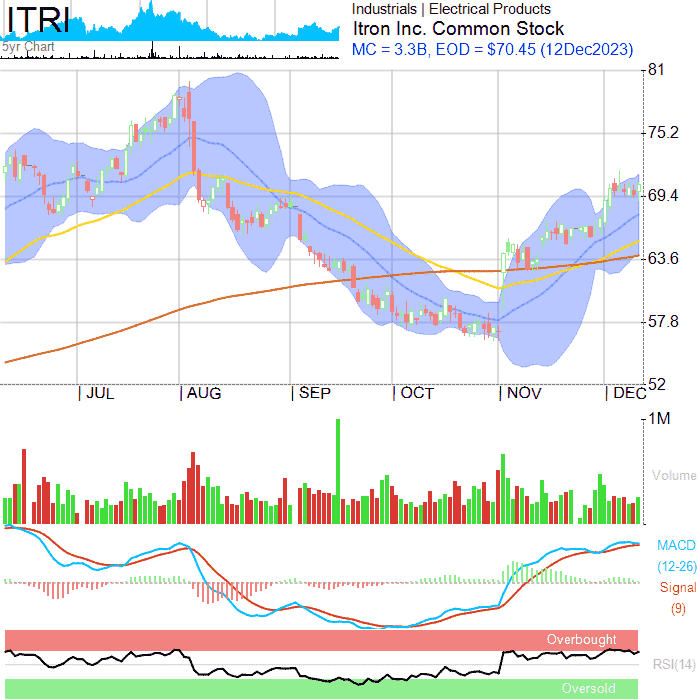 ITRI
5yr Chart
Industrials | Electrical Products
Itron Inc. Common Stock
MC = 3.3B, EOD = $70.45 (12Dec2023)
81
75.2
69.4
63.6
57.8
52
| JUL | AUG | SEP | OCT | NOV | DEC
1M
Volume
MACD
(12-26)
Signal
(9)
Overbought
RSI(14)
Oversold